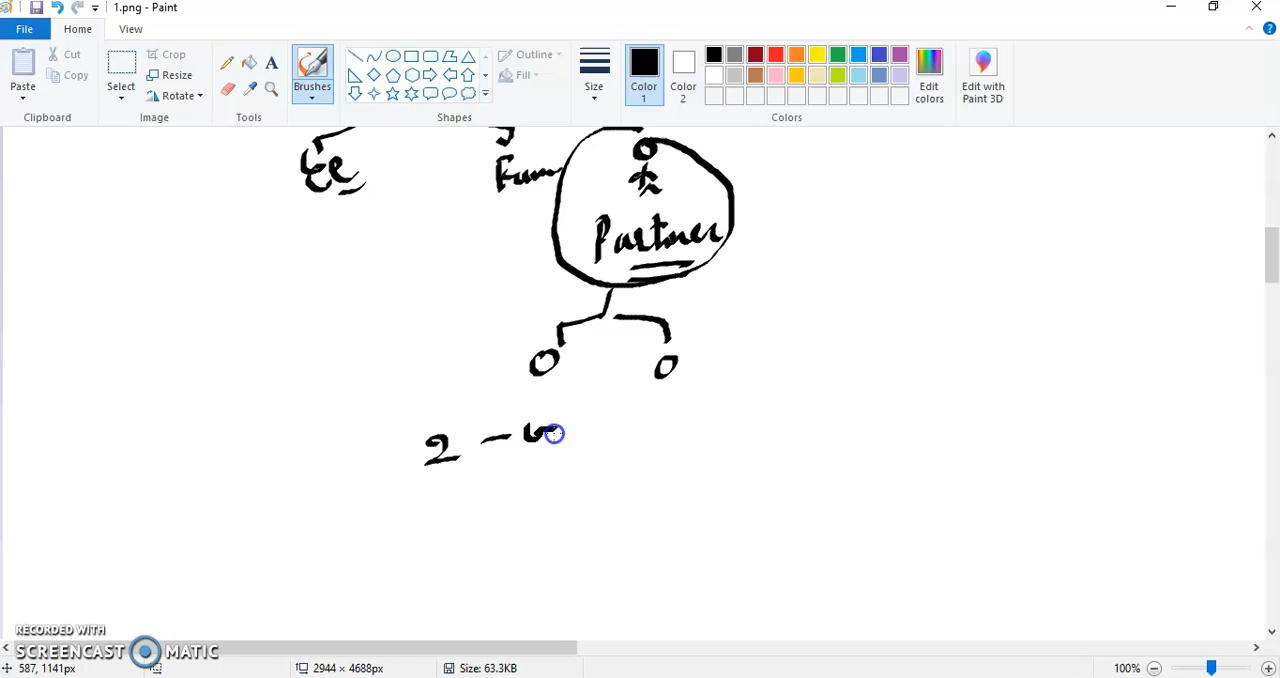 1.png - Paint
File Home View
Paste
Cut
Copy
Clipboard
Select
Crop
Resize
Rotate
Image
Tools
Brushes
Shapes
Outline
Fill
Size
Color 1
Color 2
Edit colors
Colors
Edit with Paint 3D
Partner
2 -
RECORDED WITH
SCREENCAST MATIC
587, 1141px
2944 × 4688px
Size: 63.3KB
100%